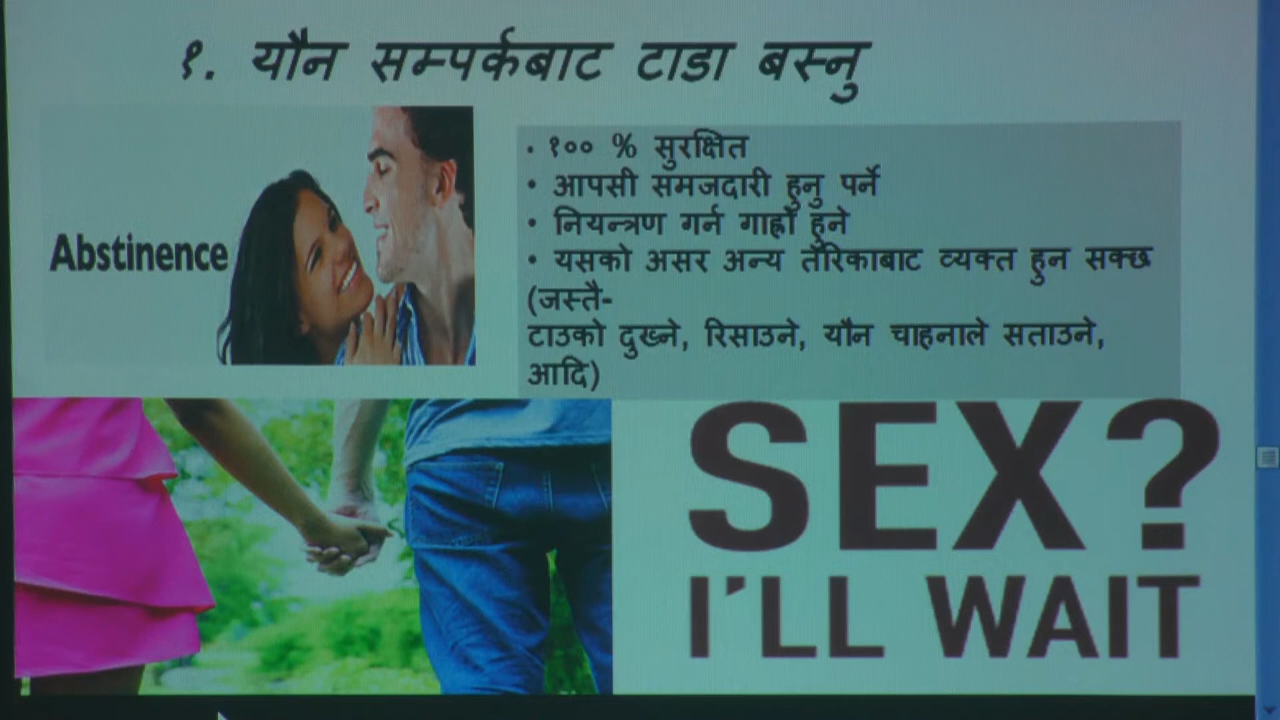 १. यौन सम्पर्कबाट टाडा बस्नु
Abstinence
• १०० % सुरक्षित
• आपसी समजदारी हुनु पर्ने
• नियन्त्रण गर्न गाह्रो हुने
• यसको असर अन्य तरिकाबाट व्यक्त हुन सक्छ
(जस्तै-
टाउको दुख्ने, रिसाउने, यौन चाहनाले सताउने,
आदि)
SEX?
I'LL WAIT